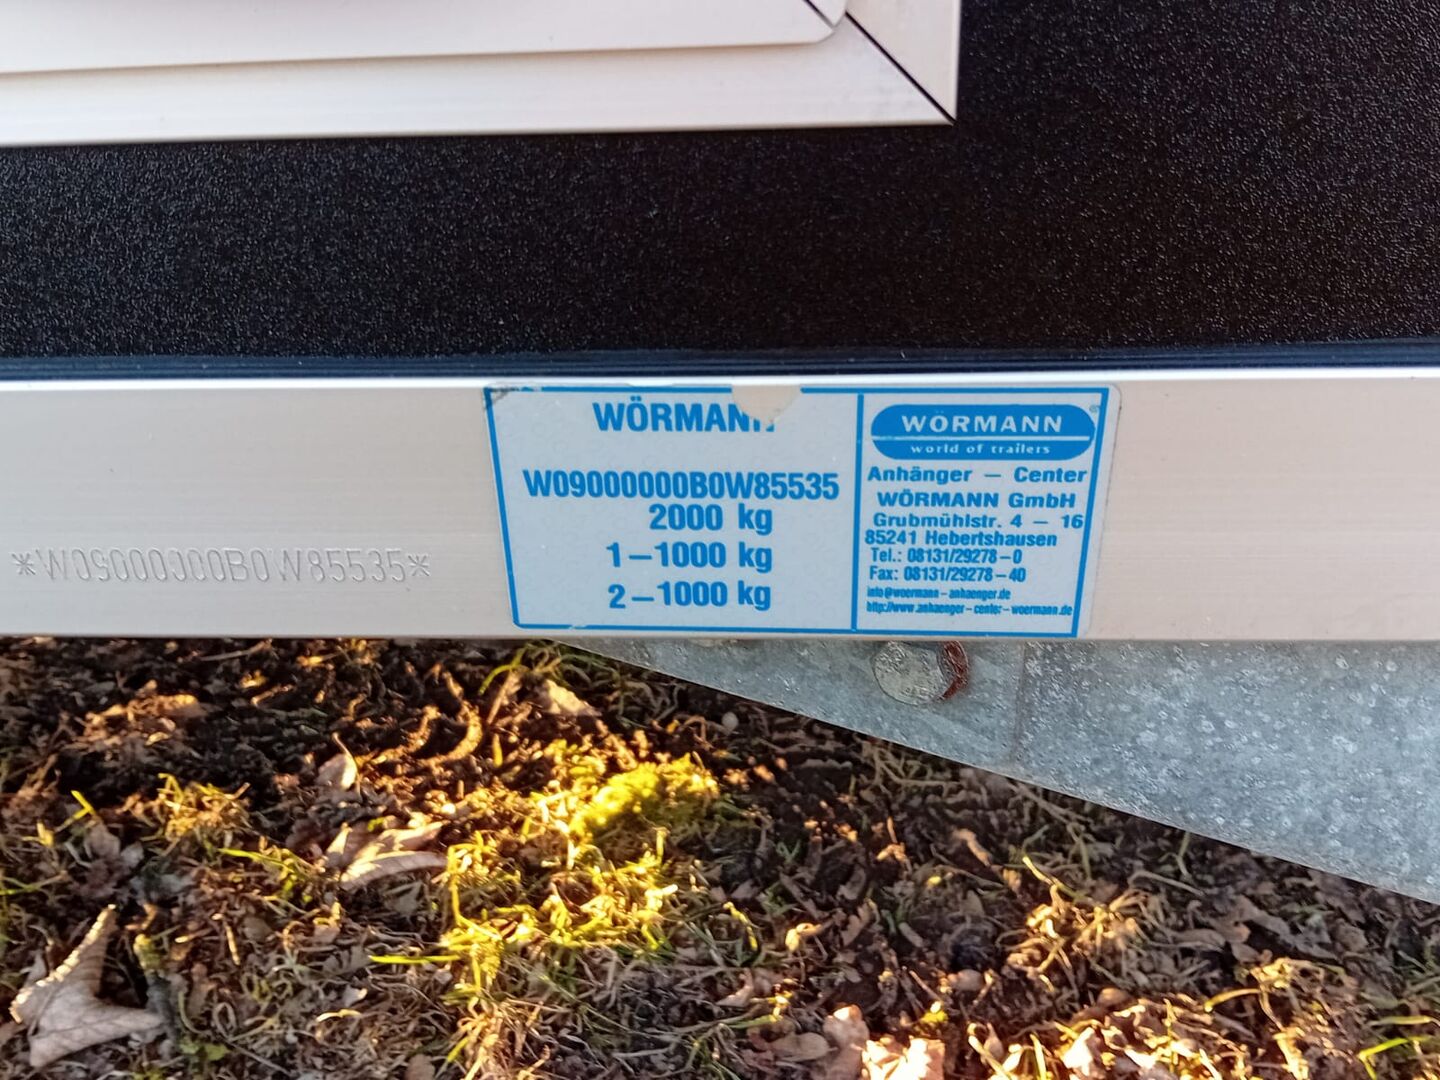 *W09000000B0W85535*
WÖRMANN
W09000000B0W85535
2000 kg
1–1000 kg
2–1000 kg
WÖRMANN
world of trailers
Anhänger – Center
WÖRMANN GmbH
Grubmühlstr. 4 – 16
85241 Hebertshausen
Tel.: 08131/29278–0
Fax: 08131/29278–40
info@woermann–anhaenger.de
http://www.anhaenger–center–woermann.de